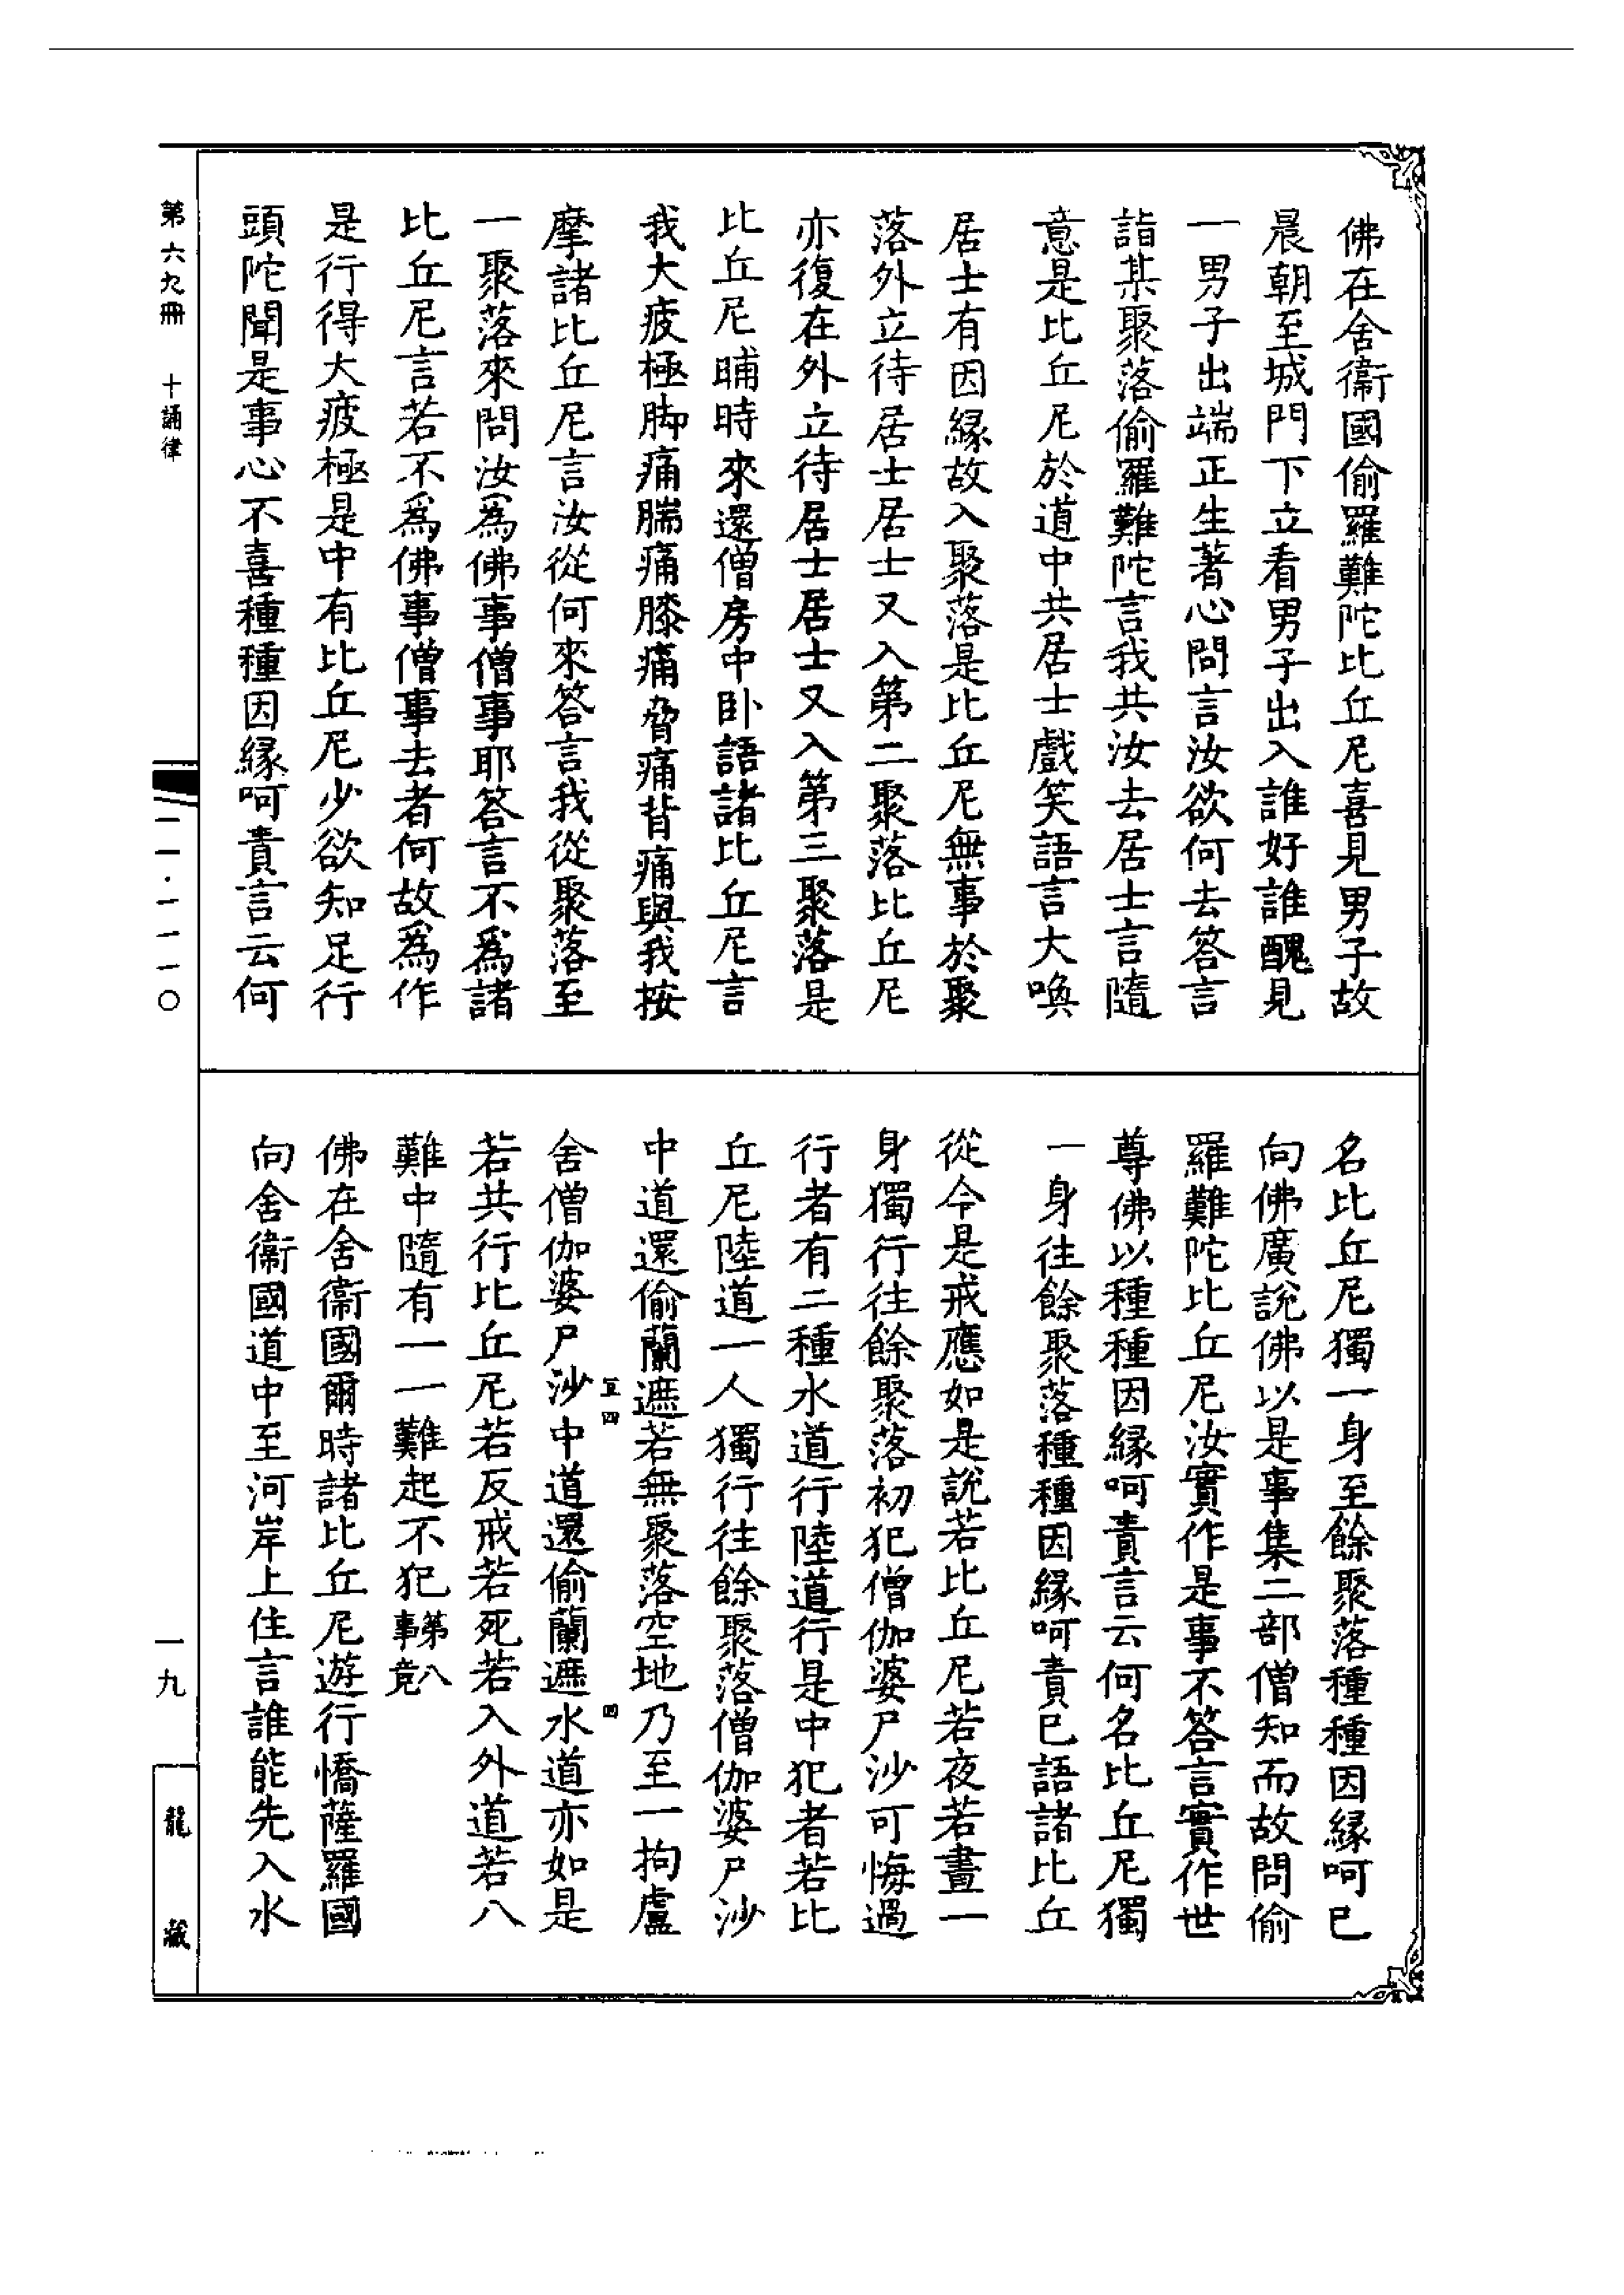 佛在舍衞國偷羅難陀比丘尼喜見男子故
晨朝至城門下立看男子出入誰好誰醜見
一男子出端正生著心問言汝欲何去答言
詣某聚落偷羅難陀言我共汝去居士言隨
意是比丘尼於道中共居士戲笑語言大喚
居士有因緣故入聚落是比丘尼無事於聚
落外立待居士居士又入第二聚落比丘尼
亦復在外立待居士居士又入第三聚落是
比丘尼晡時來還僧房中卧語諸比丘尼言
我大疲極脚痛腨痛膝痛脅痛背痛與我按
摩諸比丘尼言汝從何來答言我從聚落至
一聚落來問汝爲佛事僧事耶答言不爲諸
比丘尼言若不爲佛事僧事去者何故爲作
是行得大疲極是中有比丘尼少欲知足行
頭陀聞是事心不喜種種因緣呵責言云何
名比丘尼獨一身至餘聚落種種因緣呵已
向佛廣說佛以是事集二部僧知而故問偷
羅難陀比丘尼汝實作是事不答言實作世
尊佛以種種因緣呵責言云何名比丘尼獨
一身往餘聚落種種因緣呵責已語諸比丘
從今是戒應如是說若比丘尼若夜若晝一
身獨行往餘聚落初犯僧伽婆尸沙可悔過
行者有二種水道行陸道行是中犯者若比
丘尼陸道一人獨行往餘聚落僧伽婆尸沙
中道還偷蘭遮若無聚落空地乃至一拘盧
舍僧伽婆尸沙中道還偷蘭遮水道亦如是
若共行比丘尼若反戒若死若入外道若八
難中隨有一一難起不犯第八事竟
佛在舍衞國爾時諸比丘尼遊行憍薩羅國
向舍衞國道中至河岸上住言誰能先入水
第六九冊 十誦律
一一·一一一〇
一九
龍藏